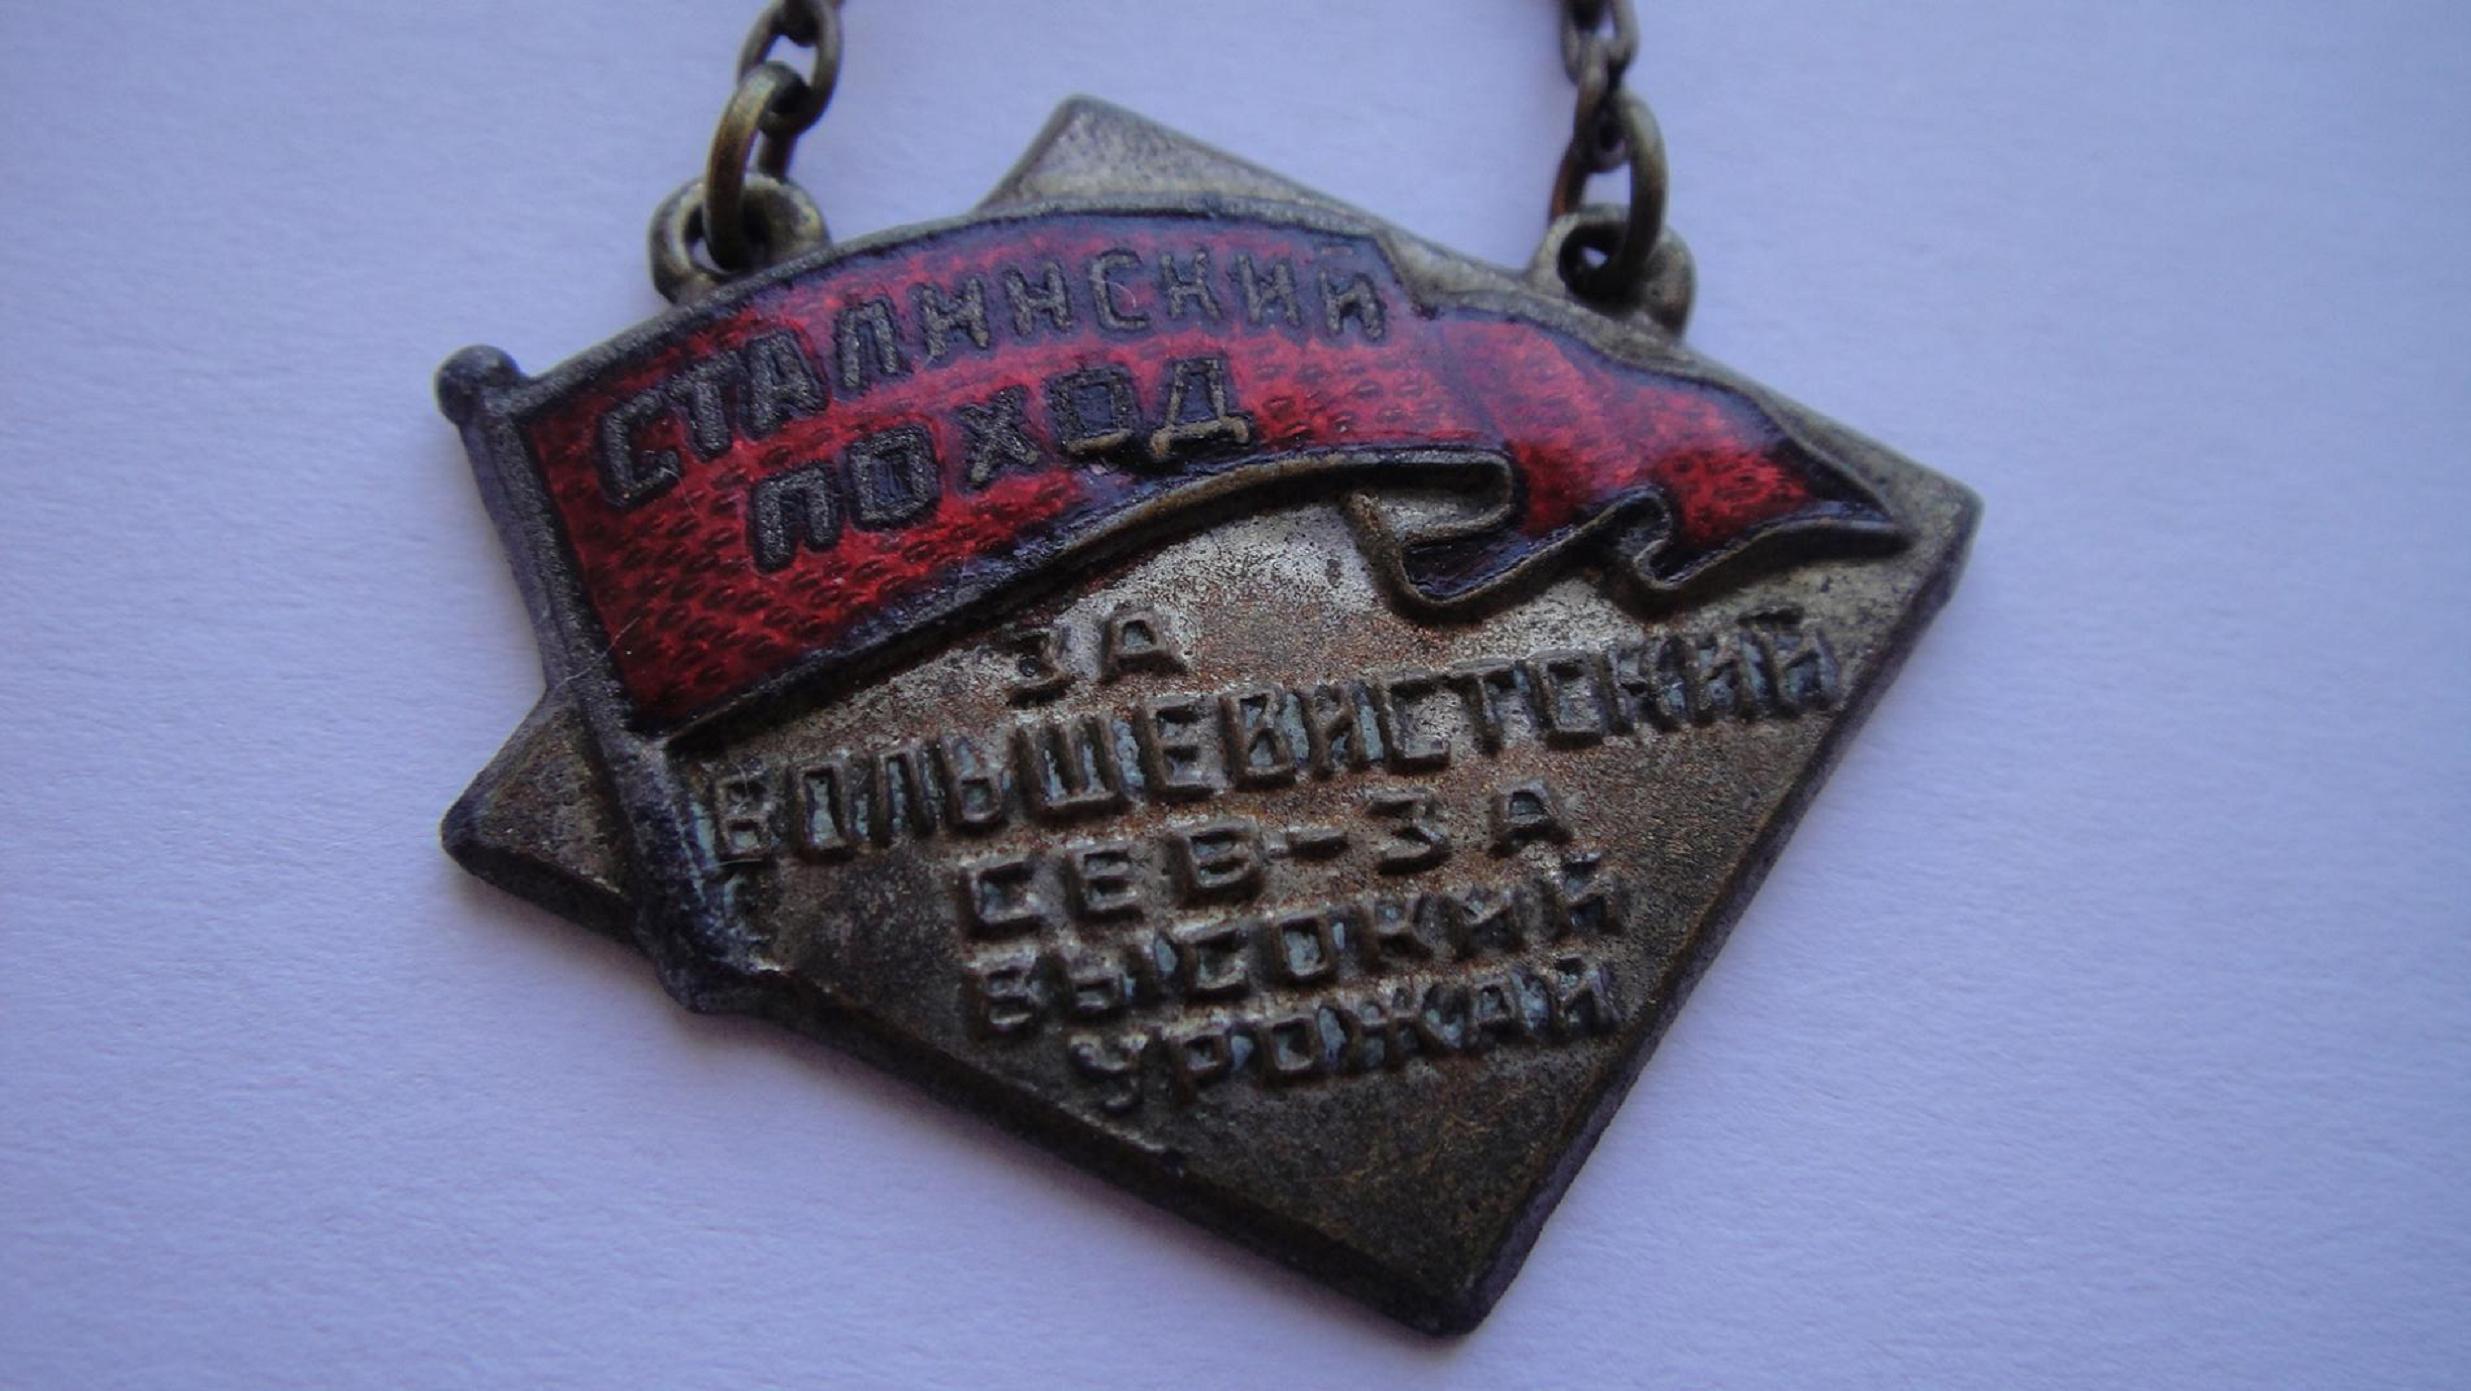 СТАЛИНСКИЙ
ПОХОД
ЗА
БОЛЬШЕВИСТСКИЙ
СЕВ-ЗА
ВЫСОКИЙ
УРОЖАЙ